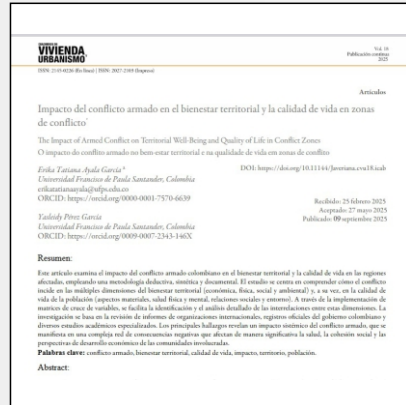 VIVIENDA
URBANISMO
Vol. 18
Publicación continua
2025
Artículos
Impacto del conflicto armado en el bienestar territorial y la calidad de vida en zonas
de conflicto*
The Impact of Armed Conflict on Territorial Well-Being and Quality of Life in Conflict Zones
O impacto do conflito armado no bem-estar territorial e na qualidade de vida em zonas de conflito
Erika Tatiana Ayala García a
Universidad Francisco de Paula Santander, Colombia
erikatatianaayala@ufps.edu.co
ORCID: https://orcid.org/0000-0001-7570-6639
DOI: https://doi.org/10.11144/Javeriana.cvu18.icab
Recibido: 25 febrero 2025
Aceptado: 27 mayo 2025
Publicado: 09 septiembre 2025
Yasleidy Pérez García
Universidad Francisco de Paula Santander, Colombia
ORCID: https://orcid.org/0009-0007-2343-146X
Resumen:
Este artículo examina el impacto del conflicto armado colombiano en el bienestar territorial y la calidad de vida en las regiones
afectadas, empleando una metodología deductiva, sintética y documental. El estudio se centra en comprender cómo el conflicto
incide en las múltiples dimensiones del bienestar territorial (económica, física, social y ambiental) y, a su vez, en la calidad de
vida de la población (aspectos materiales, salud física y mental, relaciones sociales y entorno). A través de la implementación de
matrices de cruce de variables, se facilita la identificación y el análisis detallado de las interrelaciones entre estas dimensiones. La
investigación se basa en la revisión de informes de organizaciones internacionales, registros oficiales del gobierno colombiano y
diversos estudios académicos especializados. Los principales hallazgos revelan un impacto sistémico del conflicto armado, que se
manifiesta en una compleja red de consecuencias negativas que afectan de manera significativa la salud, la cohesión social y las
perspectivas de desarrollo económico de las comunidades involucradas.
Palabras clave: conflicto armado, bienestar territorial, calidad de vida, impacto, territorio, población.
Abstract: